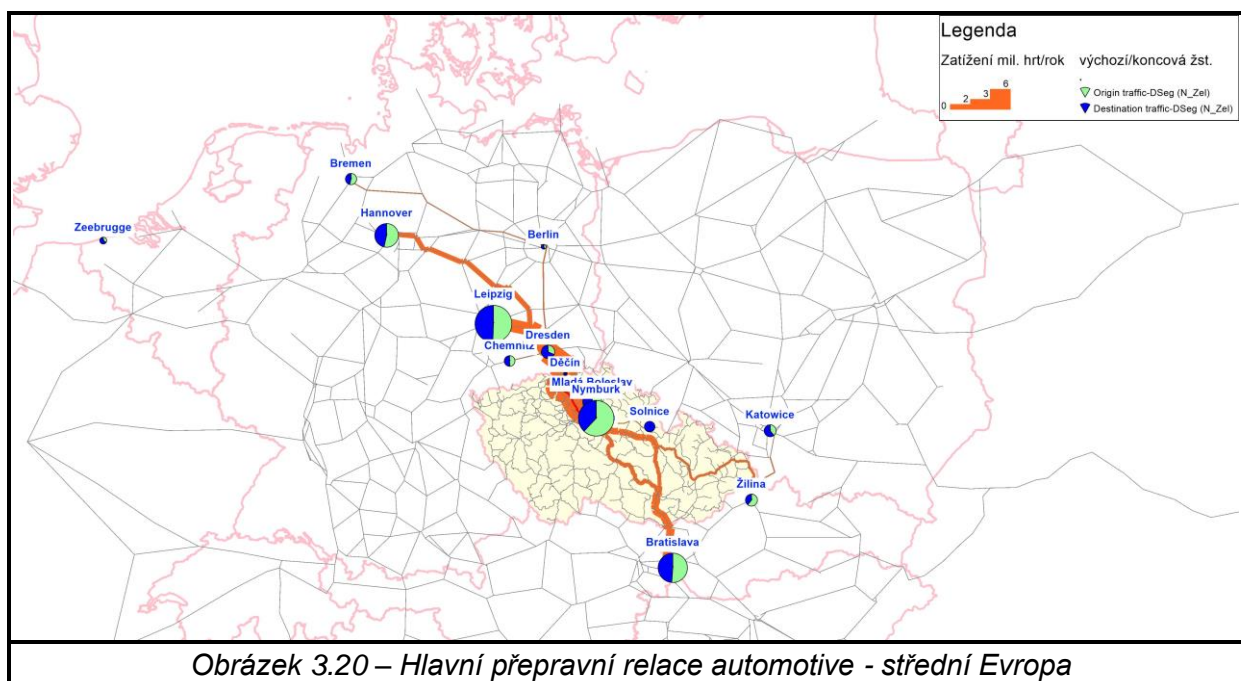 Legenda
Zatížení mil. hrt/rok výchozí/koncová žst.
6
3
2
0
Origin traffic-DSeg (N_Zel)
Destination traffic-DSeg (N_Zel)
Bremen
Hannover
Zeebrugge
Berlin
Leipzig
Dresden
Chemnitz
Děčín
Mladá Boleslav
Nymburk
Solnice
Katowice
Žilina
Bratislava
Obrázek 3.20 – Hlavní přepravní relace automotive - střední Evropa